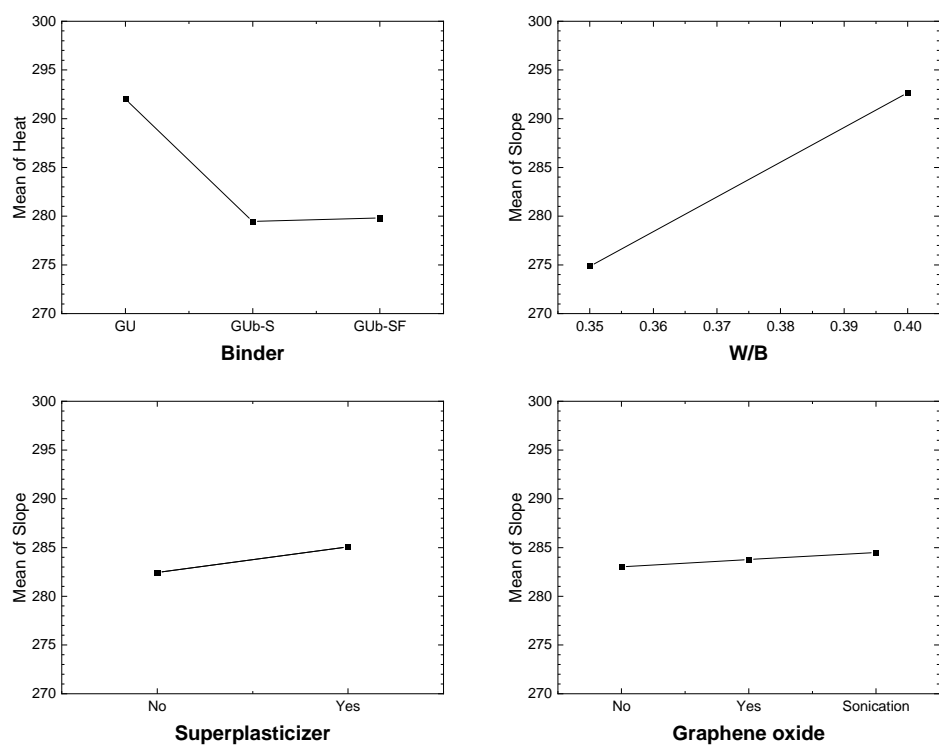 300
295
290
285
280
275
270
Mean of Heat
GU
GUb-S
GUb-SF
Binder
300
295
290
285
280
275
270
Mean of Slope
0.35
0.36
0.37
0.38
0.39
0.40
W/B
300
295
290
285
280
275
270
Mean of Slope
No
Yes
Superplasticizer
300
295
290
285
280
275
270
Mean of Slope
No
Yes
Sonication
Graphene oxide